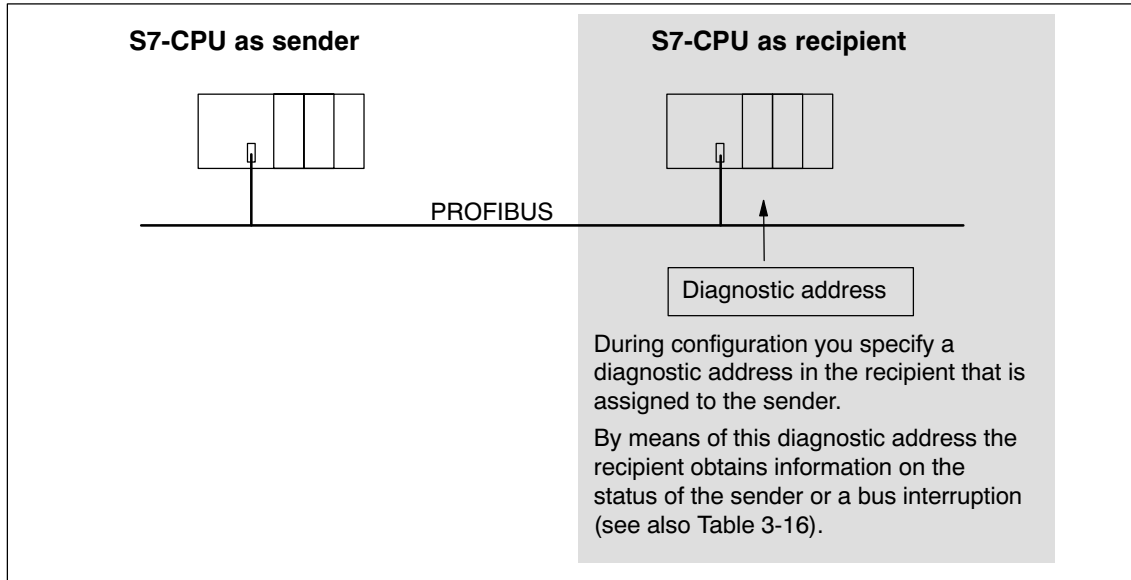 S7-CPU as sender
S7-CPU as recipient
PROFIBUS
Diagnostic address
During configuration you specify a
diagnostic address in the recipient that is
assigned to the sender.
By means of this diagnostic address the
recipient obtains information on the
status of the sender or a bus interruption
(see also Table 3-16).